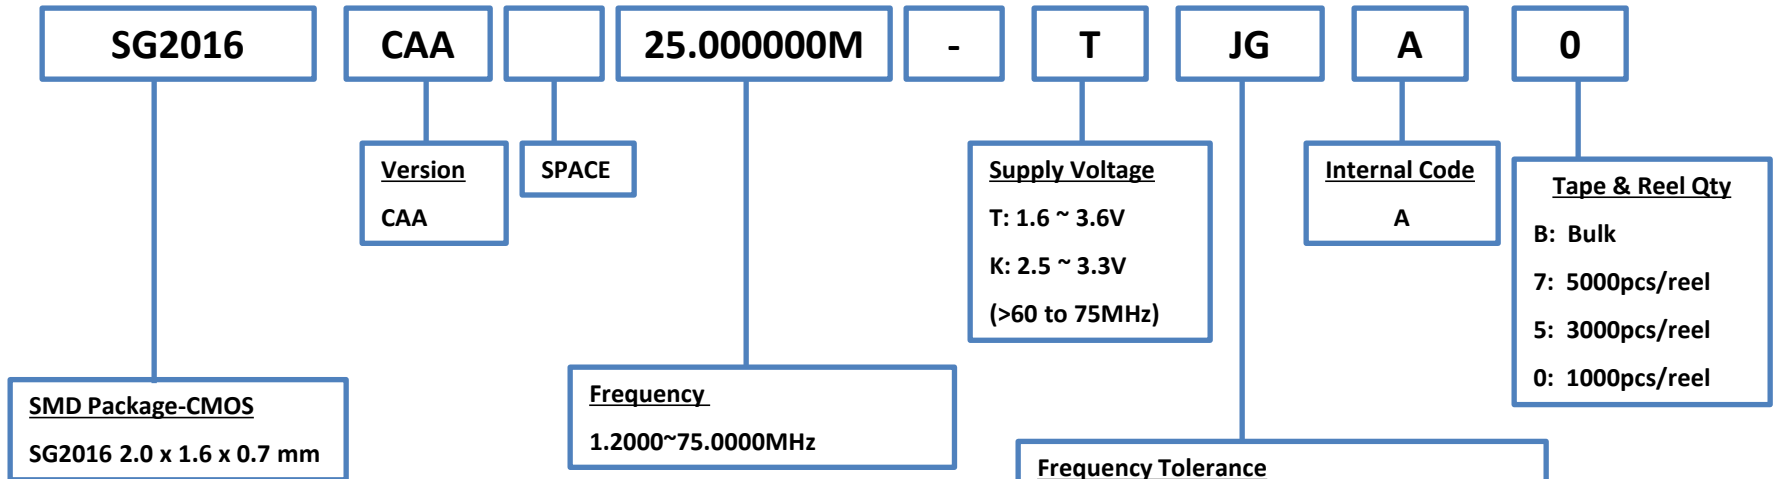 SG2016 CAA 25.000000M - T JG A 0
Version
CAA
SPACE
Supply Voltage
T: 1.6 ~ 3.6V
K: 2.5 ~ 3.3V
(>60 to 75MHz)
Internal Code
A
Tape & Reel Qty
B: Bulk
7: 5000pcs/reel
5: 3000pcs/reel
0: 1000pcs/reel
SMD Package-CMOS
SG2016 2.0 x 1.6 x 0.7 mm
Frequency
1.2000~75.0000MHz
Frequency Tolerance